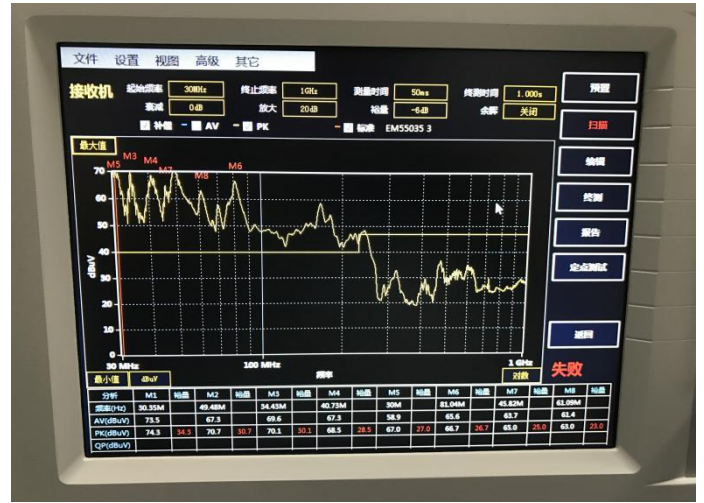 文件 设置 视图 高级 其它
接收机 起始频率 30MHz 终止频率 1GHz 测量时间 50ms 终测时间 1.000s
衰减 0dB 放大 20dB 裕量 -6dB 余晖 关闭
补偿 AV PK 标准 EM55035 3
预置
扫描
编辑
终测
报告
定点测试
返回
失败
最大值
M5 M3 M4 M7 M8 M6
70
60
50
40
30
20
10
0
dBuV
30 MHz 100 MHz 1 GHz
最小值 dBuV 频率 对数
分析 M1 裕量 M2 裕量 M3 裕量 M4 裕量 M5 裕量 M6 裕量 M7 裕量 M8 裕量
频率(Hz) 30.35M 49.48M 34.43M 40.73M 30M 81.04M 45.82M 61.09M
AV(dBuV) 73.5 67.3 69.6 67.3 58.9 65.6 63.7 61.4
PK(dBuV) 74.3 34.3 70.7 30.7 70.1 30.1 68.5 28.5 67.0 27.0 66.7 26.7 65.0 25.0 63.0 23.0
QP(dBuV)